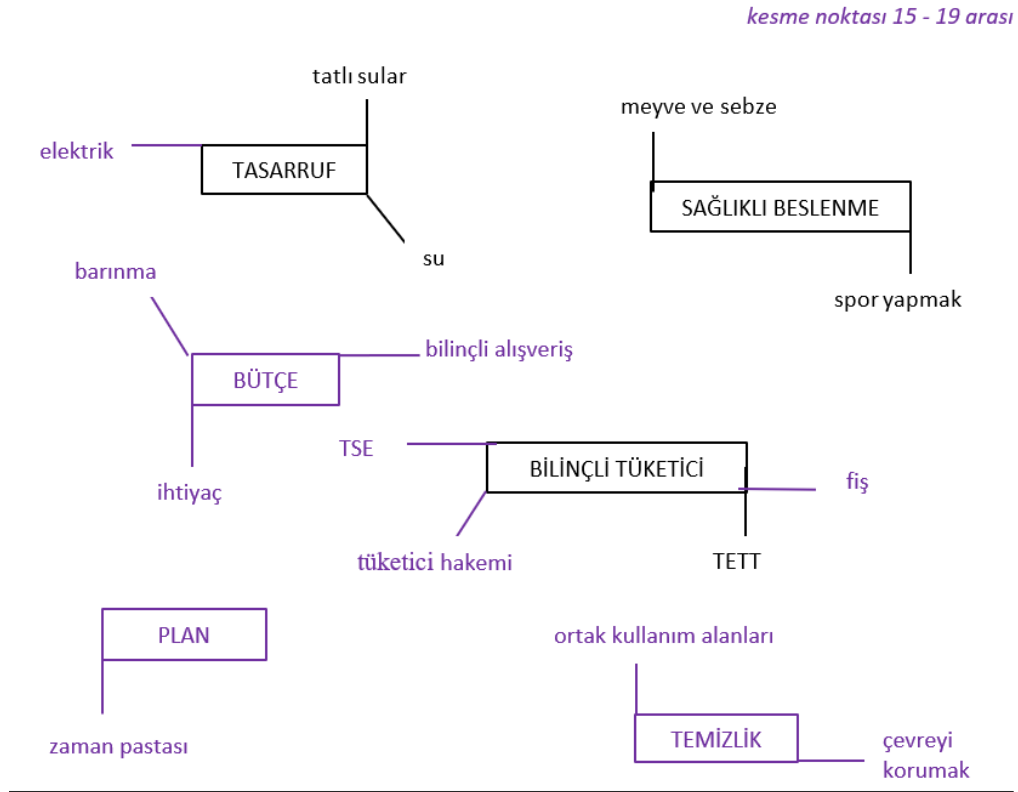 kesme noktası 15 - 19 arası
tatlı sular
meyve ve sebze
elektrik
TASARRUF
SAĞLIKLI BESLENME
su
barınma
spor yapmak
bilinçli alışveriş
BÜTÇE
TSE
BİLİNÇLİ TÜKETİCİ
fiş
ihtiyaç
tüketici hakemi
TETT
PLAN
ortak kullanım alanları
zaman pastası
TEMİZLİK
çevreyi
korumak